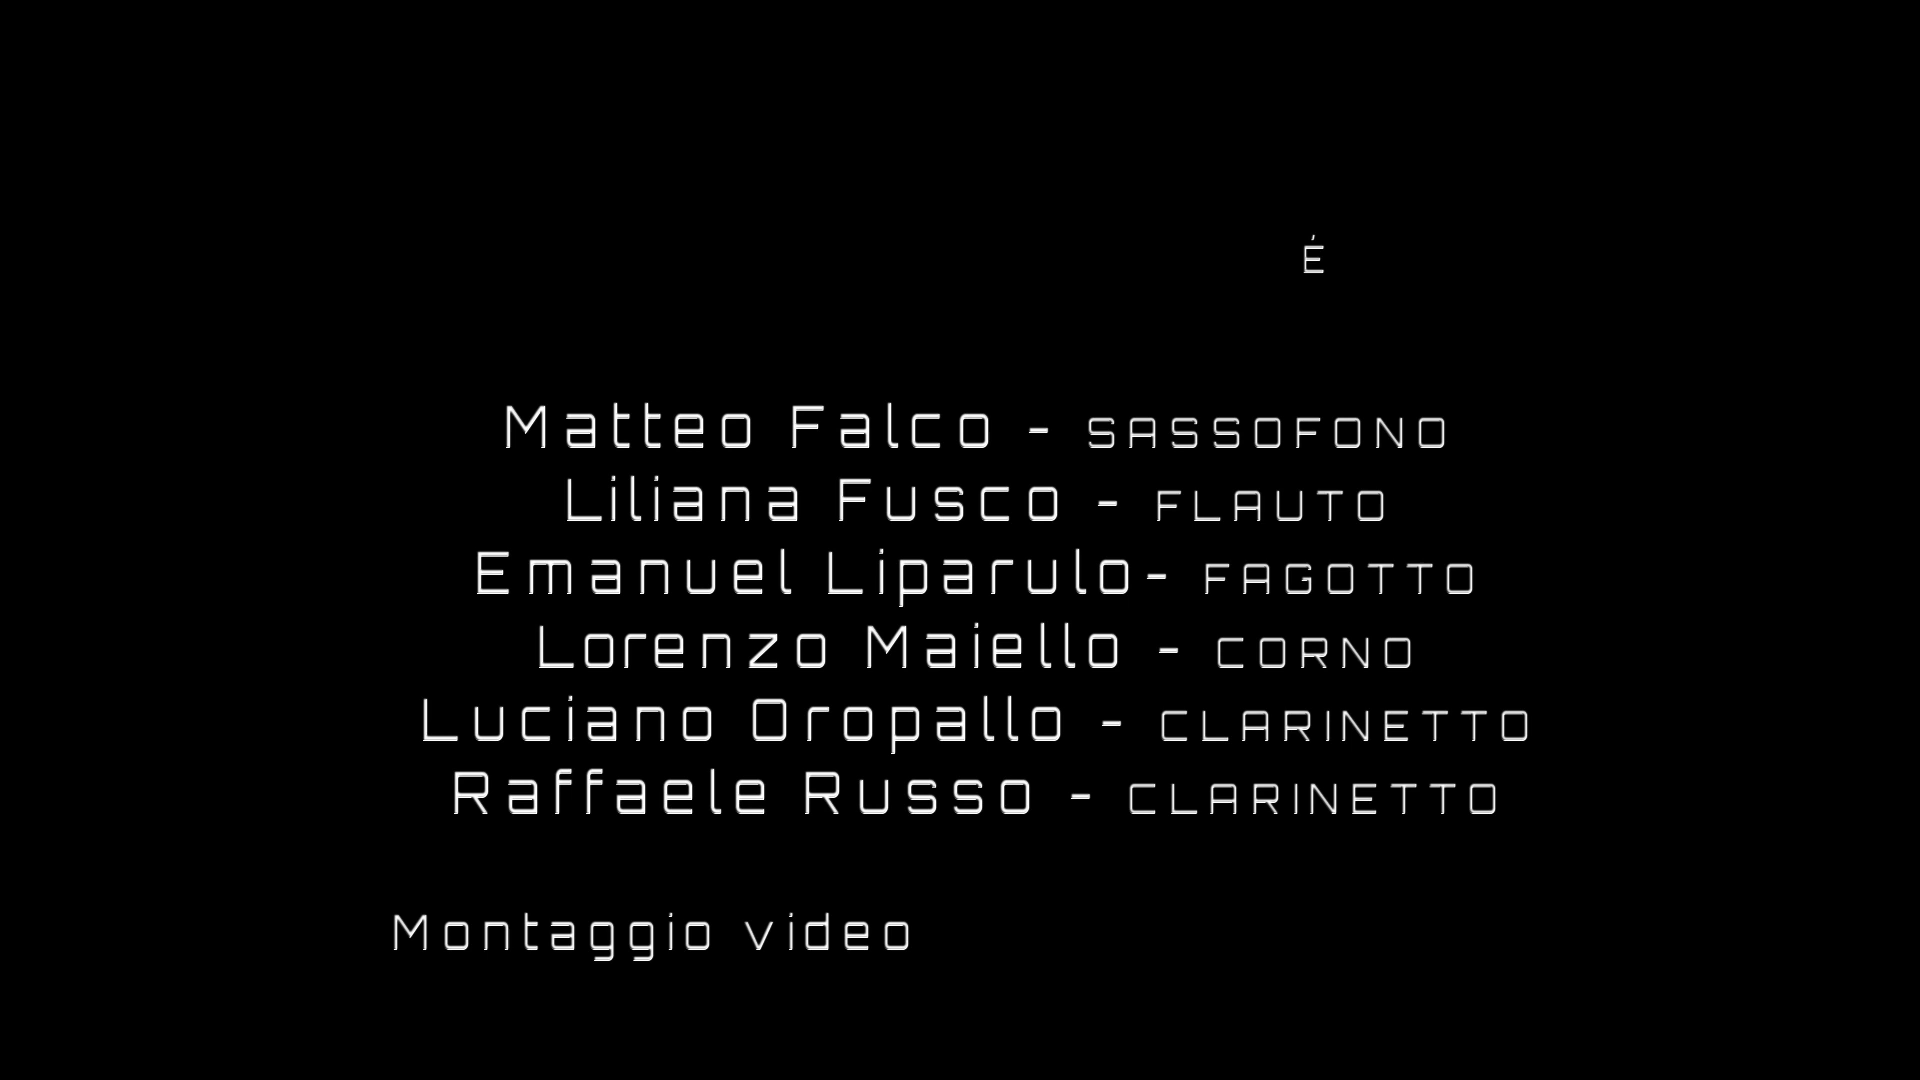 É
Matteo Falco - SASSOFONO
Liliana Fusco - FLAUTO
Emanuel Liparulo- FAGOTTO
Lorenzo Maiello - CORNO
Luciano Oropallo - CLARINETTO
Raffaele Russo - CLARINETTO
Montaggio video